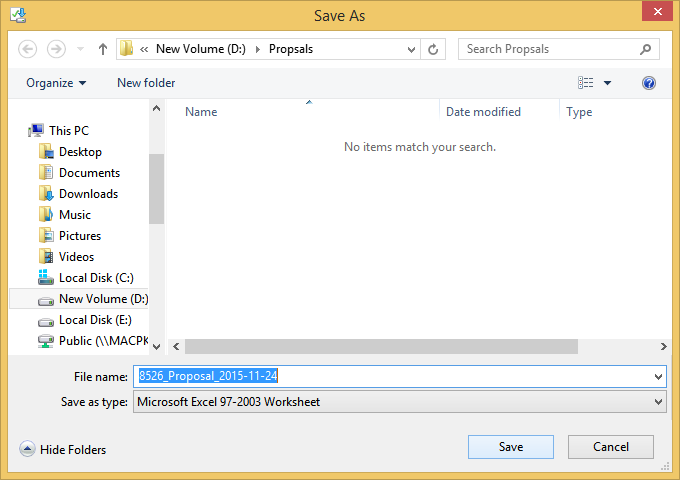 Save As
« New Volume (D:) Propsals Search Propsals
Organize New folder
Name Date modified Type
No items match your search.
This PC
Desktop
Documents
Downloads
Music
Pictures
Videos
Local Disk (C:)
New Volume (D:)
Local Disk (E:)
Public (\\MACPK
File name: 8526_Proposal_2015-11-24
Save as type: Microsoft Excel 97-2003 Worksheet
Hide Folders Save Cancel